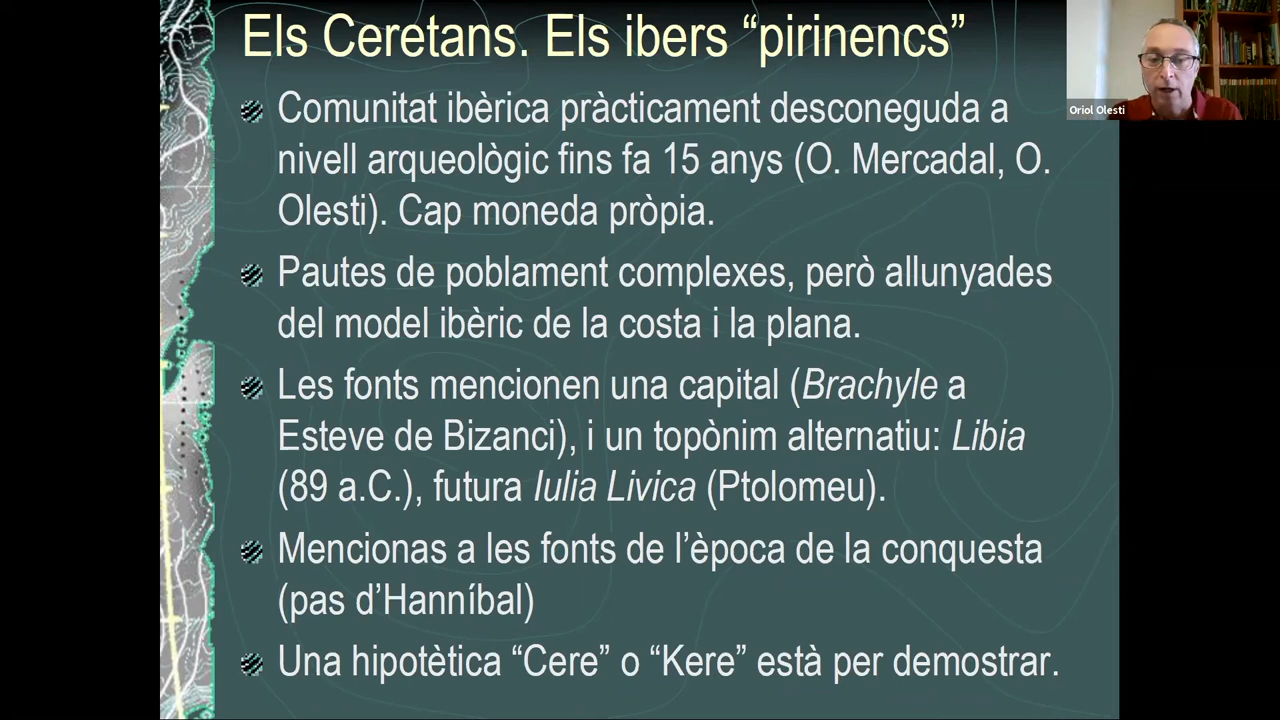 Els Ceretans. Els ibers “pirinencs”
Oriol Olesti
Comunitat ibèrica pràcticament desconeguda a
nivell arqueològic fins fa 15 anys (O. Mercadal, O.
Olesti). Cap moneda pròpia.
Pautes de poblament complexes, però allunyades
del model ibèric de la costa i la plana.
Les fonts mencionen una capital (Brachyle a
Esteve de Bizanci), i un topònim alternatiu: Libia
(89 a.C.), futura Iulia Livica (Ptolomeu).
Mencionas a les fonts de l’època de la conquesta
(pas d’Hanníbal)
Una hipotètica “Cere” o “Kere” està per demostrar.